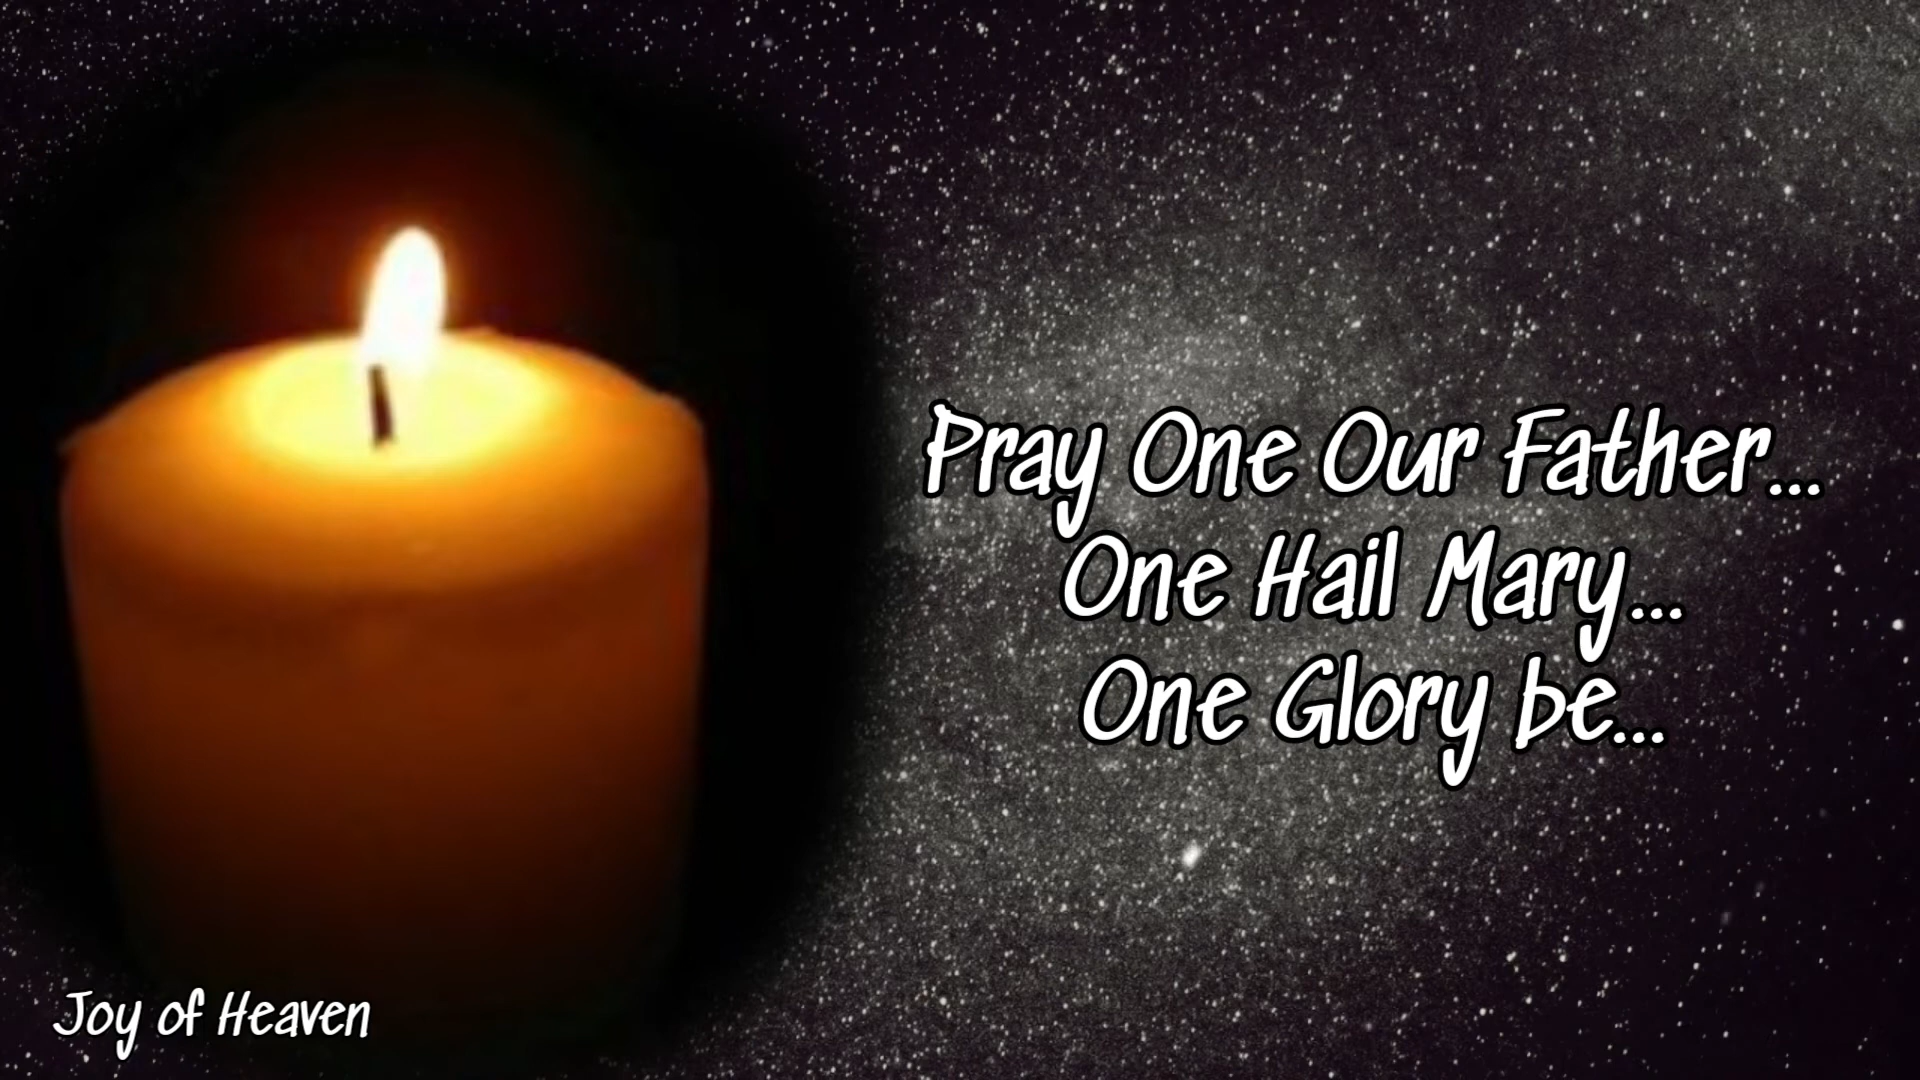 Pray One Our Father...
One Hail Mary...
One Glory be...
Joy of Heaven